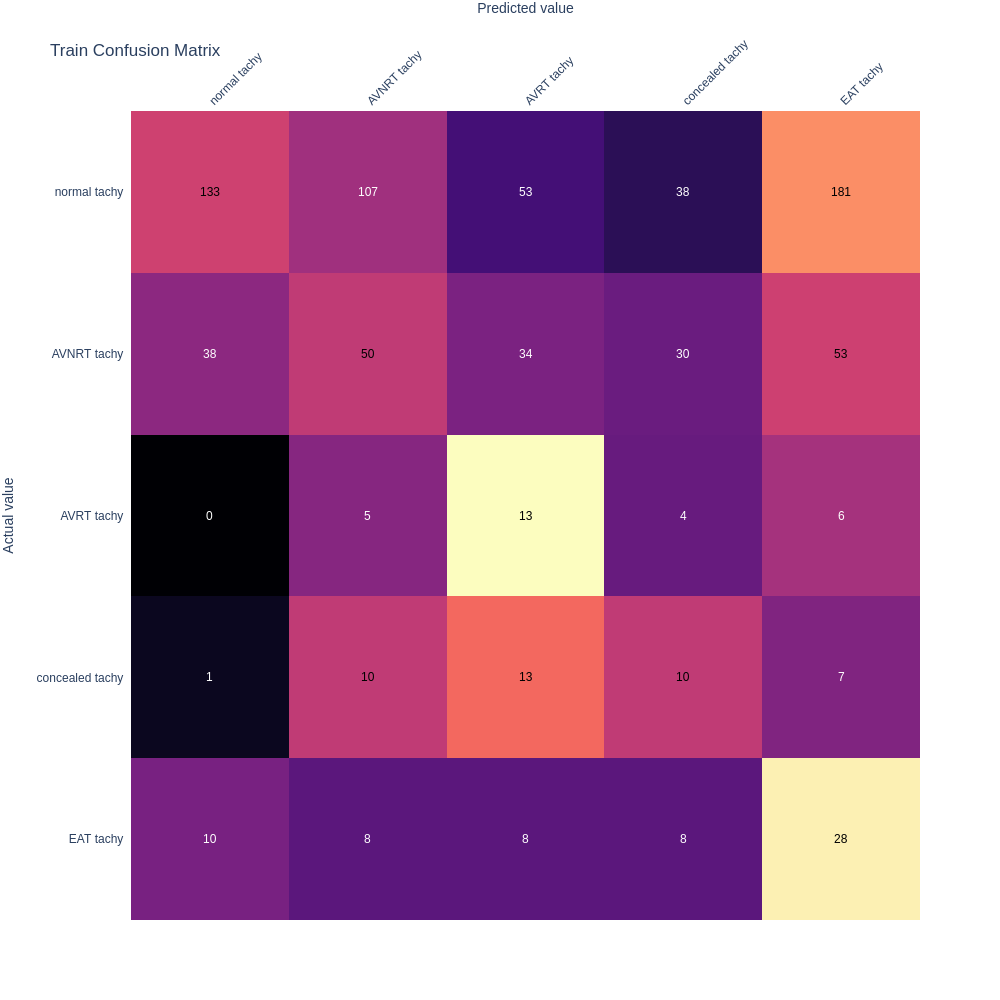 Predicted value
Train Confusion Matrix
normal tachy
AVNRT tachy
AVRT tachy
concealed tachy
EAT tachy
Actual value
normal tachy 133 107 53 38 181
AVNRT tachy 38 50 34 30 53
AVRT tachy 0 5 13 4 6
concealed tachy 1 10 13 10 7
EAT tachy 10 8 8 8 28